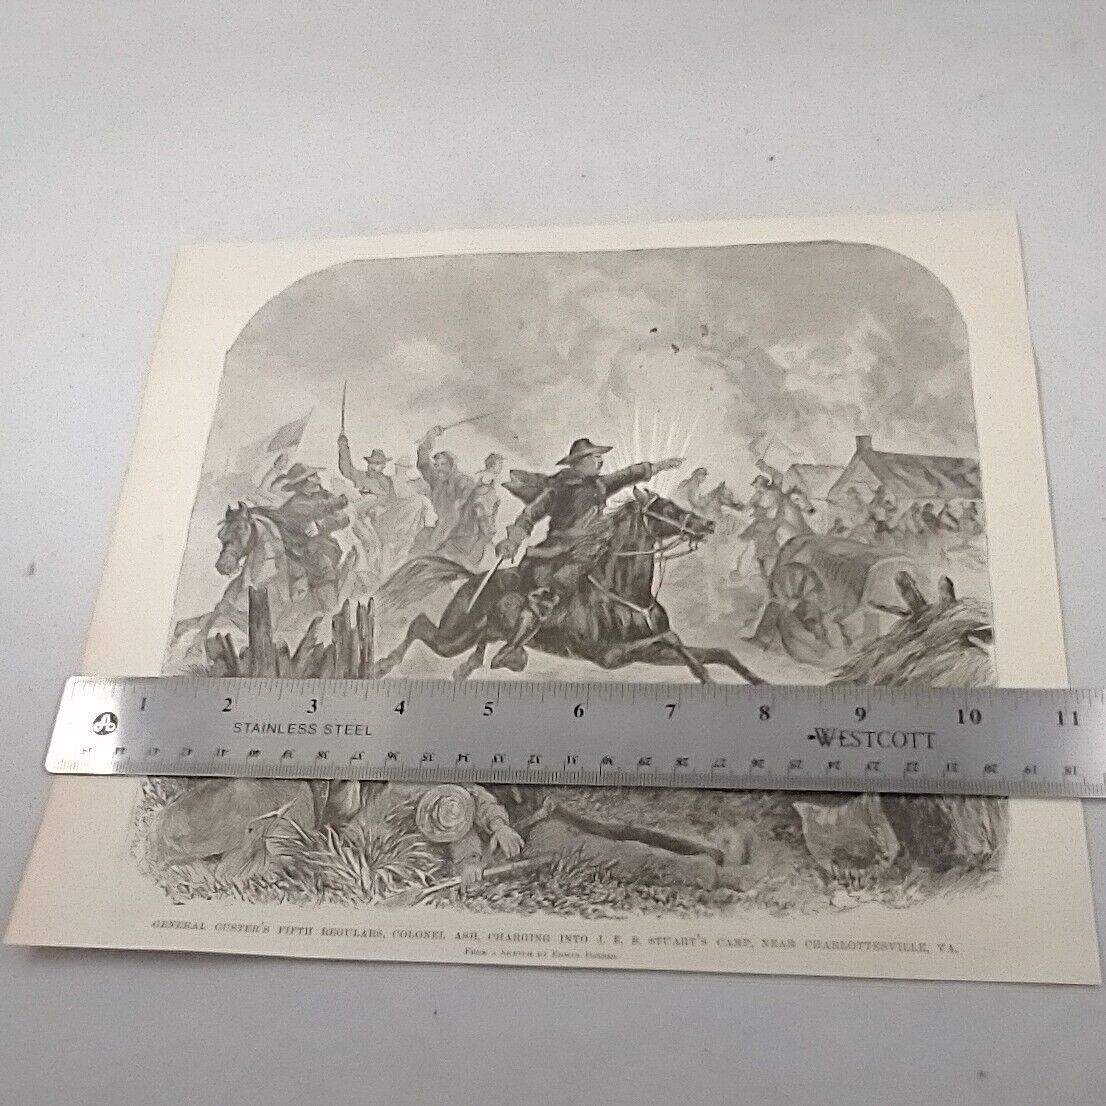 1 2 3 4 5 6 7 8 9 10 11
STAINLESS STEEL
WESTCOTT
GENERAL CUSTER'S FIFTH REGULARS, COLONEL ASH, CHARGING INTO J. E. B. STUART'S CAMP, NEAR CHARLOTTESVILLE, VA.
FROM A SKETCH BY EDWIN FORBES.